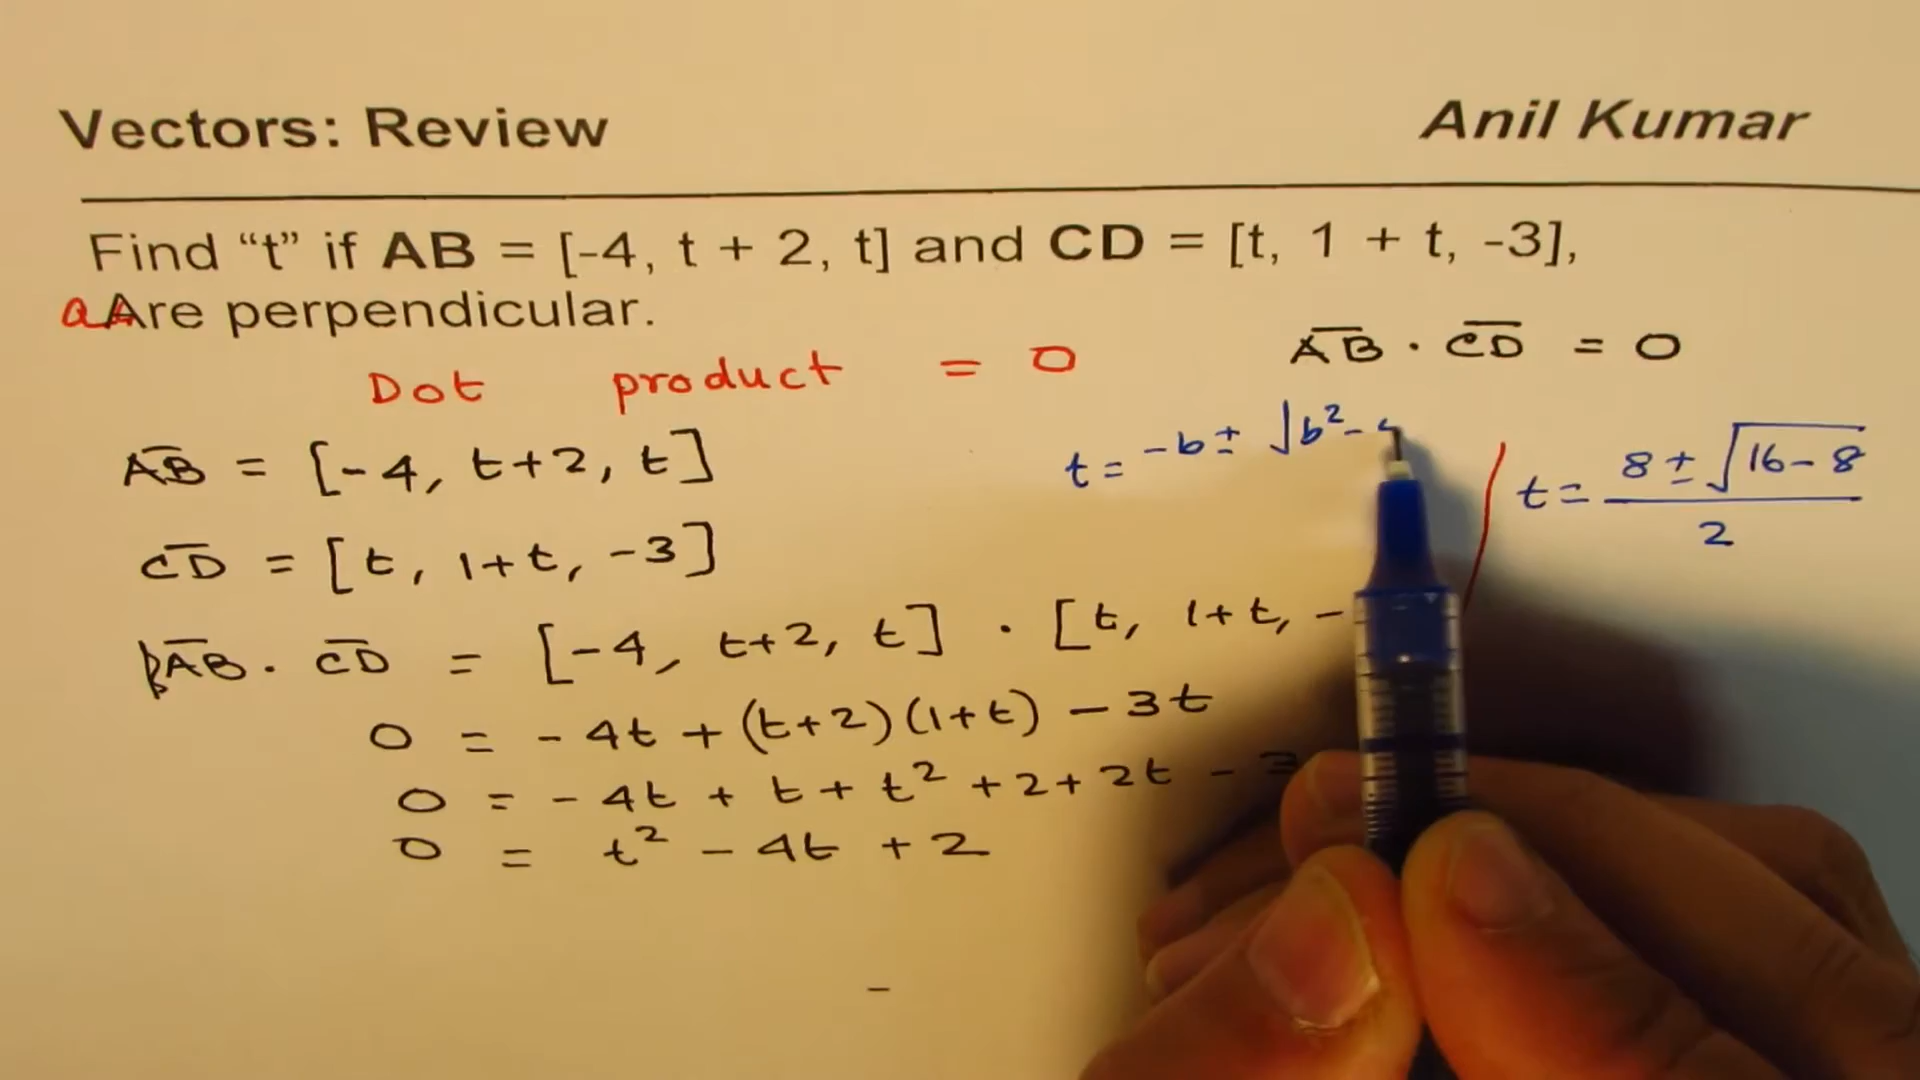 Vectors: Review
Anil Kumar
Find “t” if AB = [-4, t + 2, t] and CD = [t, 1 + t, -3],
a Are perpendicular.
Dot product = 0
AB · CD = 0
AB = [-4, t+2, t]
CD = [t, 1+t, -3]
t = -b ± √b² -
t = 8 ± √16-8 / 2
AB · CD = [-4, t+2, t] · [t, 1+t, -
0 = -4t + (t+2)(1+t) - 3t
0 = -4t + t + t² + 2 + 2t - 3
0 = t² - 4t + 2
-